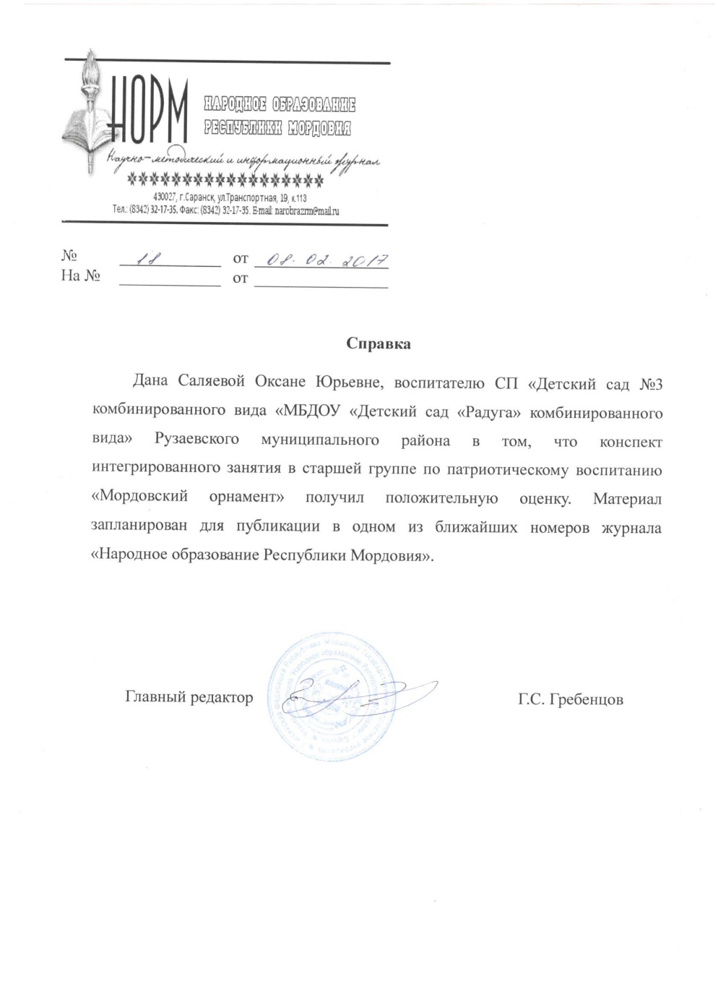 НОРМ
НАРОДНОЕ ОБРАЗОВАНИЕ
РЕСПУБЛИКИ МОРДОВИЯ
Научно-методический и информационный журнал
430027, г.Саранск, ул.Транспортная, 19, к.113
Тел.: (8342) 32-17-35. Факс: (8342) 32-17-35. E-mail: narobrazrm@mail.ru
№ 18 от 08.02.2017
На № от
Справка
Дана Саляевой Оксане Юрьевне, воспитателю СП «Детский сад №3
комбинированного вида «МБДОУ «Детский сад «Радуга» комбинированного
вида» Рузаевского муниципального района в том, что конспект
интегрированного занятия в старшей группе по патриотическому воспитанию
«Мордовский орнамент» получил положительную оценку. Материал
запланирован для публикации в одном из ближайших номеров журнала
«Народное образование Республики Мордовия».
Главный редактор Г.С. Гребенцов